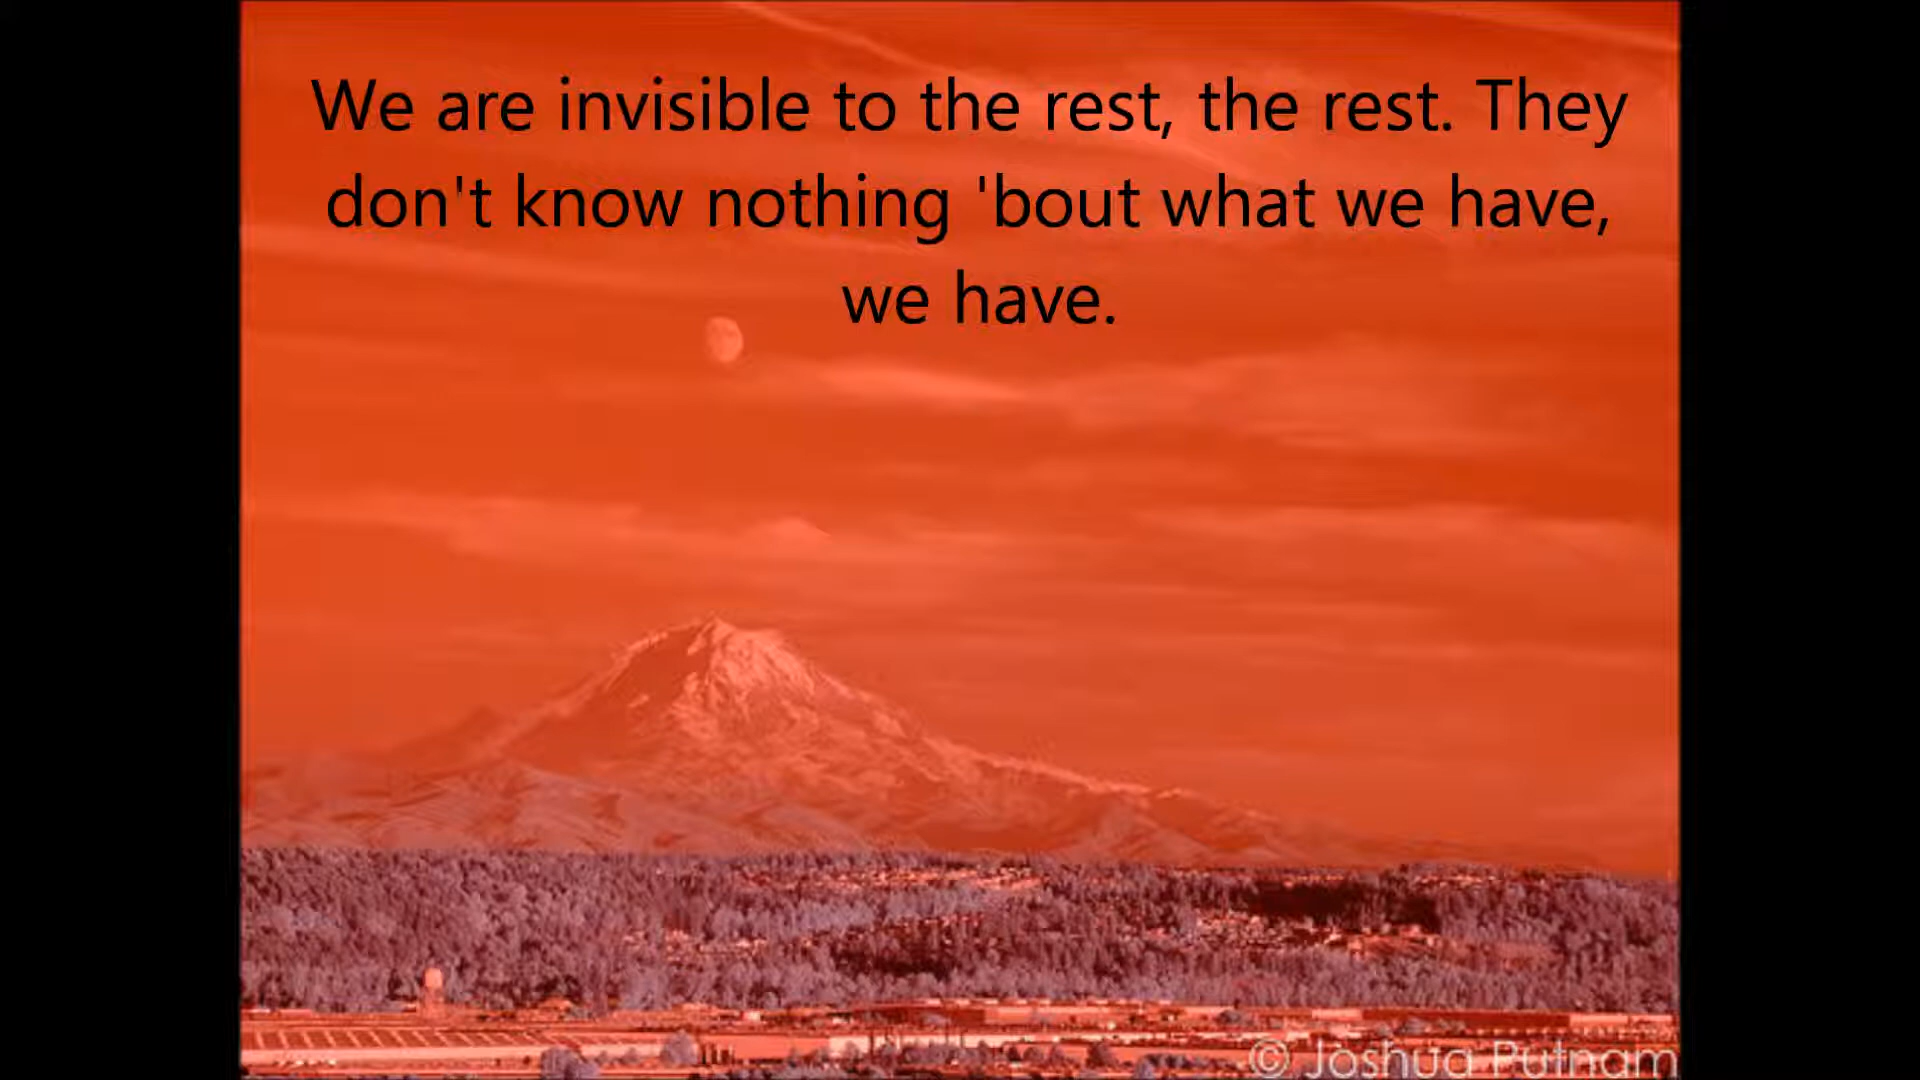 We are invisible to the rest, the rest. They
don't know nothing 'bout what we have,
we have.
© Joshua Putnam